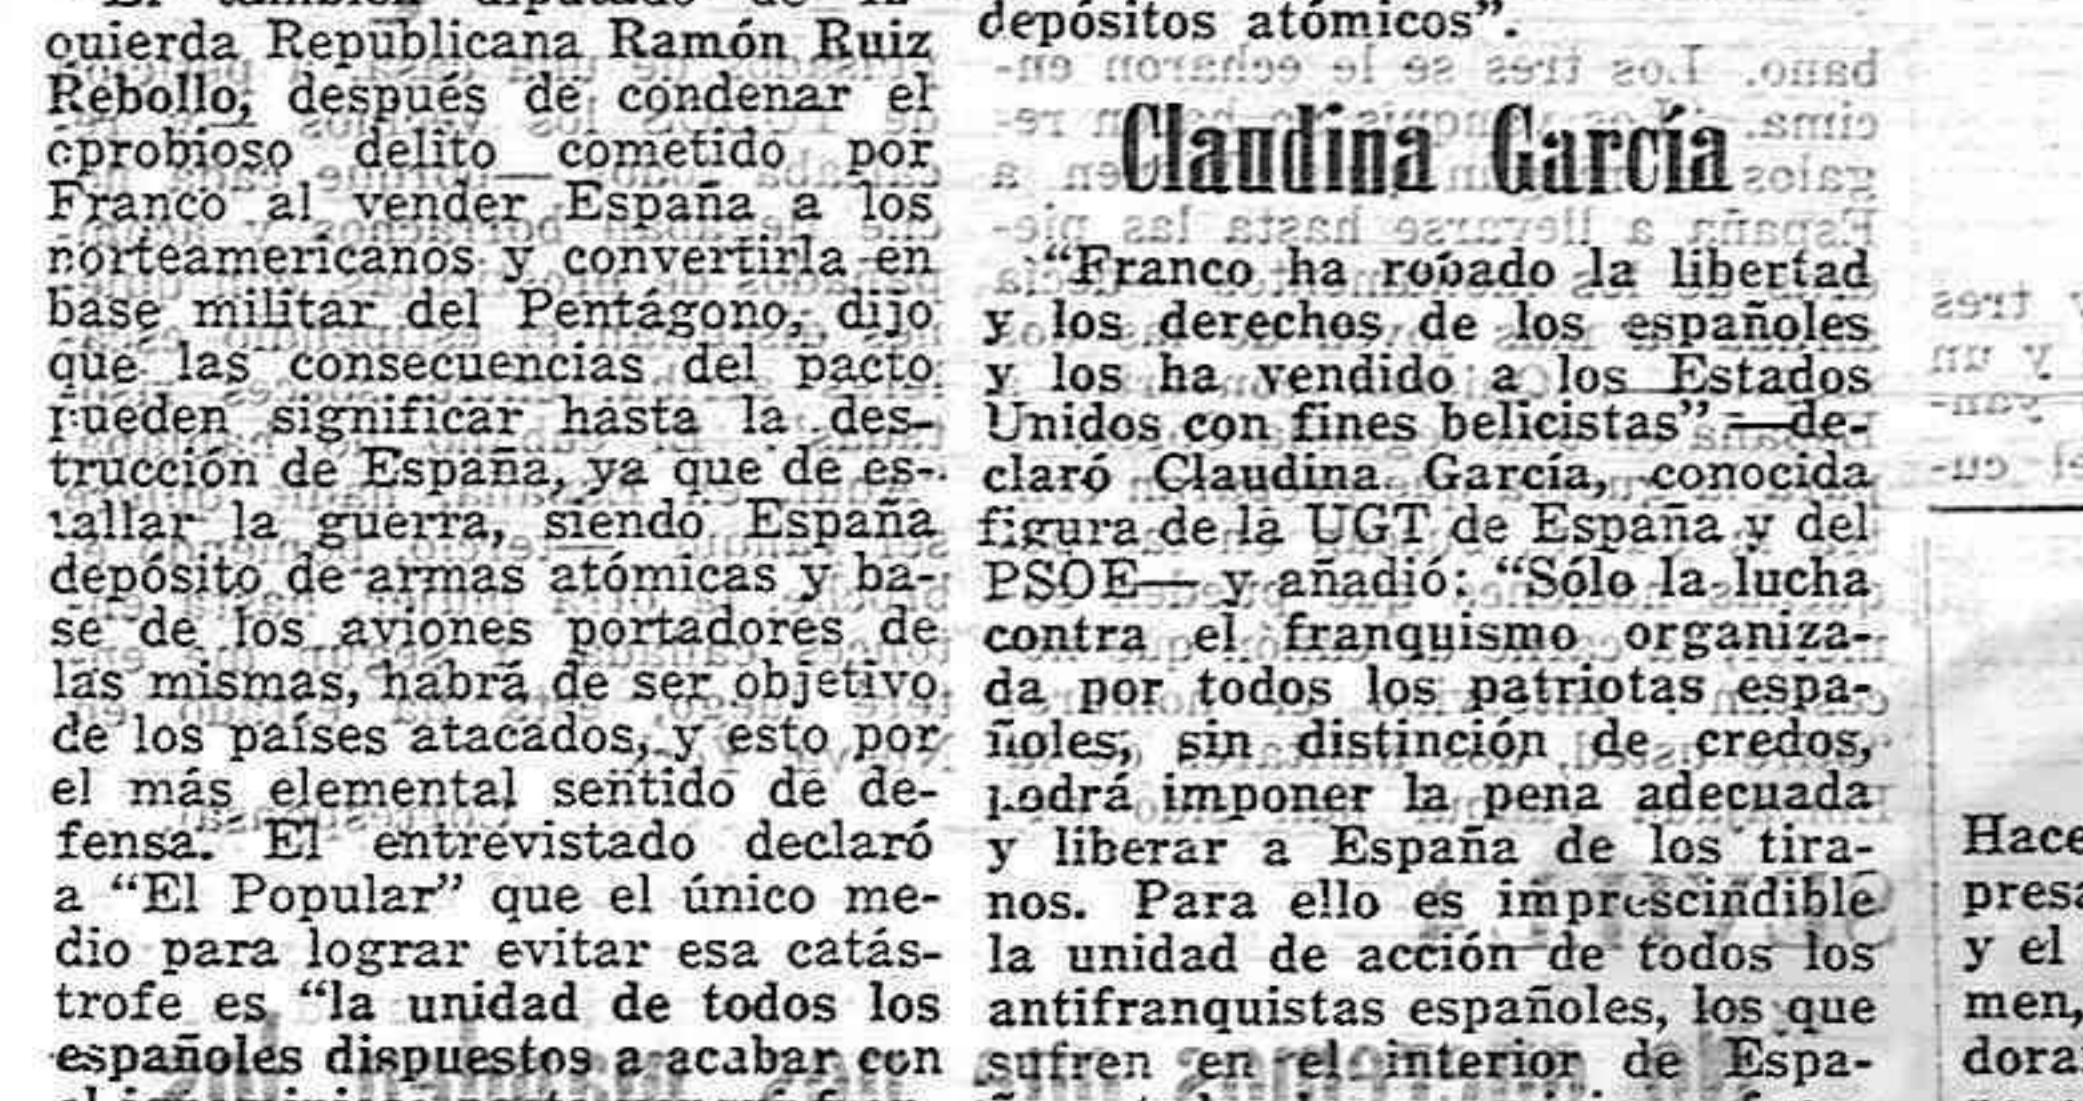 El también diputado de Iz-
quierda Republicana Ramón Ruiz
Rebollo, después de condenar el
oprobioso delito cometido por
Franco al vender España a los
norteamericanos y convertirla en
base militar del Pentágono, dijo
que las consecuencias del pacto
pueden significar hasta la des-
trucción de España, ya que de es-
tallar la guerra, siendo España
depósito de armas atómicas y ba-
se de los aviones portadores de
las mismas, habrá de ser objetivo
de los países atacados, y esto por
el más elemental sentido de de-
fensa. El entrevistado declaró
a “El Popular” que el único me-
dio para lograr evitar esa catás-
trofe es “la unidad de todos los
españoles dispuestos a acabar con
depósitos atómicos”.
Claudina García
“Franco ha robado la libertad
y los derechos de los españoles
y los ha vendido a los Estados
Unidos con fines belicistas” —de-
claró Claudina García, conocida
figura de la UGT de España y del
PSOE— y añadió: “Sólo la lucha
contra el franquismo organiza-
da por todos los patriotas espa-
ñoles, sin distinción de credos,
podrá imponer la pena adecuada
y liberar a España de los tira-
nos. Para ello es imprescindible
la unidad de acción de todos los
antifranquistas españoles, los que
sufren en el interior de Espa-
y tres
y un
Hace
presa
y el
men,
dora